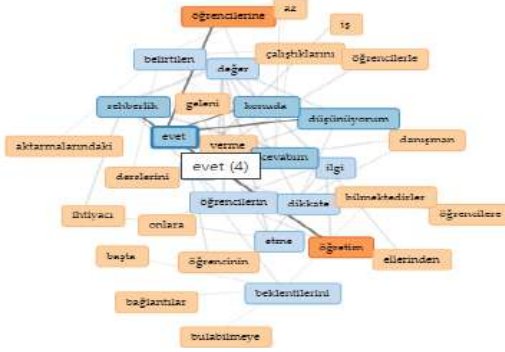 az
öğrencilerine
iş
belirtilen
çalıştıklarını
öğrencilerle
değer
rehberlik
geleni
konuda
düşünüyorum
evet
danışman
aktarmalarındaki
verme
cevabım
evet (4)
ilgi
derslerini
öğrencilerin
dikkate
bilmektedirler
ihtiyacı
onlara
öğrencilere
etme
öğretim
başta
öğrencinin
ellerinden
beklentilerini
bağlantılar
bulabilmeye